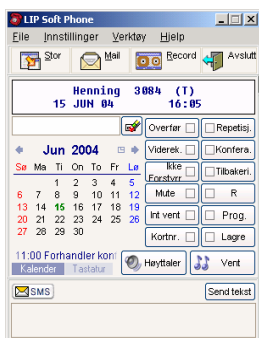 LIP Soft Phone
File Innstillinger Verktøy Hjelp
Stor Mail Record Avslutt
Henning 3084 (T)
15 JUN 04 16:05
Overfør Repetisj.
Jun 2004
Viderek. Konfera.
Sø Ma Ti On To Fr Lø
Ikke Forstyrr Tilbakeri.
1 2 3 4 5
6 7 8 9 10 11 12
Mute R
13 14 15 16 17 18 19
20 21 22 23 24 25 26
Int vent Prog.
27 28 29 30
Kortnr. Lagre
11:00 Forhandler kon
Kalender Tastatur
Høyttaler Vent
SMS Send tekst